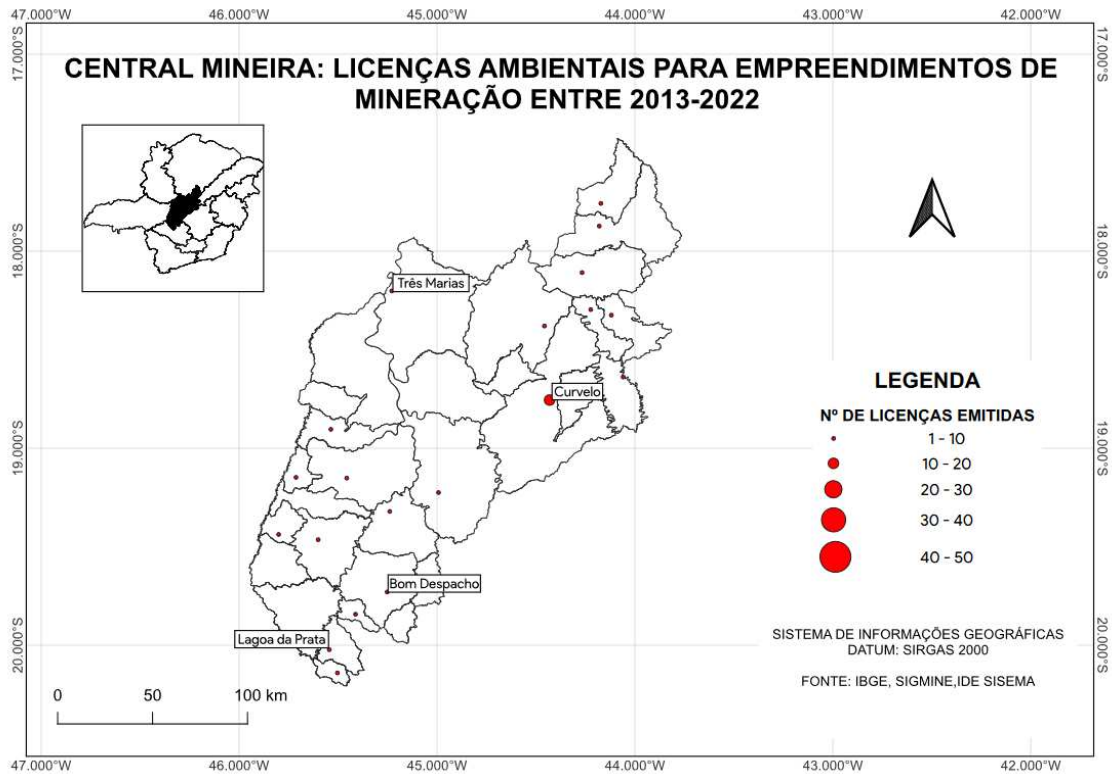 47.000°W 46.000°W 45.000°W 44.000°W 43.000°W 42.000°W
17.000°S 17.000°S
CENTRAL MINEIRA: LICENÇAS AMBIENTAIS PARA EMPREENDIMENTOS DE
MINERAÇÃO ENTRE 2013-2022
18.000°S 18.000°S
Três Marias
Curvelo
LEGENDA
Nº DE LICENÇAS EMITIDAS
1 - 10
10 - 20
20 - 30
30 - 40
40 - 50
19.000°S 19.000°S
Bom Despacho
Lagoa da Prata
20.000°S 20.000°S
SISTEMA DE INFORMAÇÕES GEOGRÁFICAS
DATUM: SIRGAS 2000
FONTE: IBGE, SIGMINE,IDE SISEMA
0 50 100 km
47.000°W 46.000°W 45.000°W 44.000°W 43.000°W 42.000°W